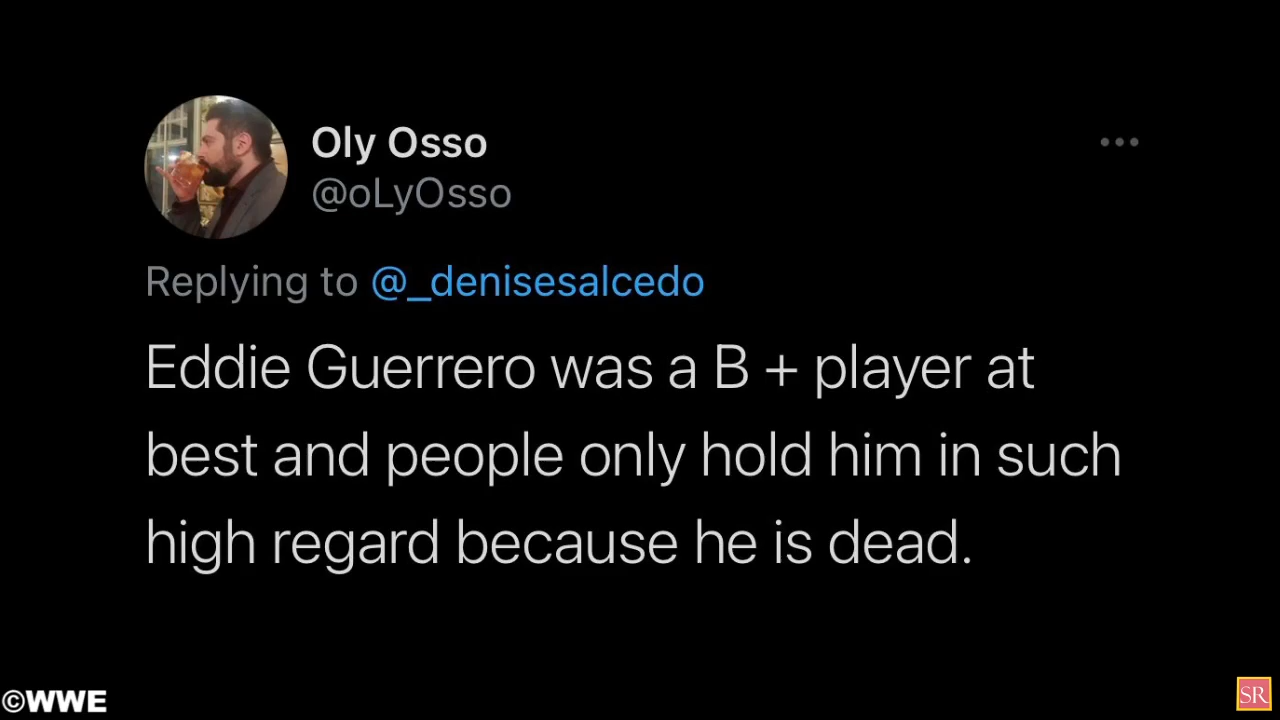 Oly Osso
@oLyOsso
Replying to @_denisesalcedo
Eddie Guerrero was a B + player at
best and people only hold him in such
high regard because he is dead.
©WWE
SR